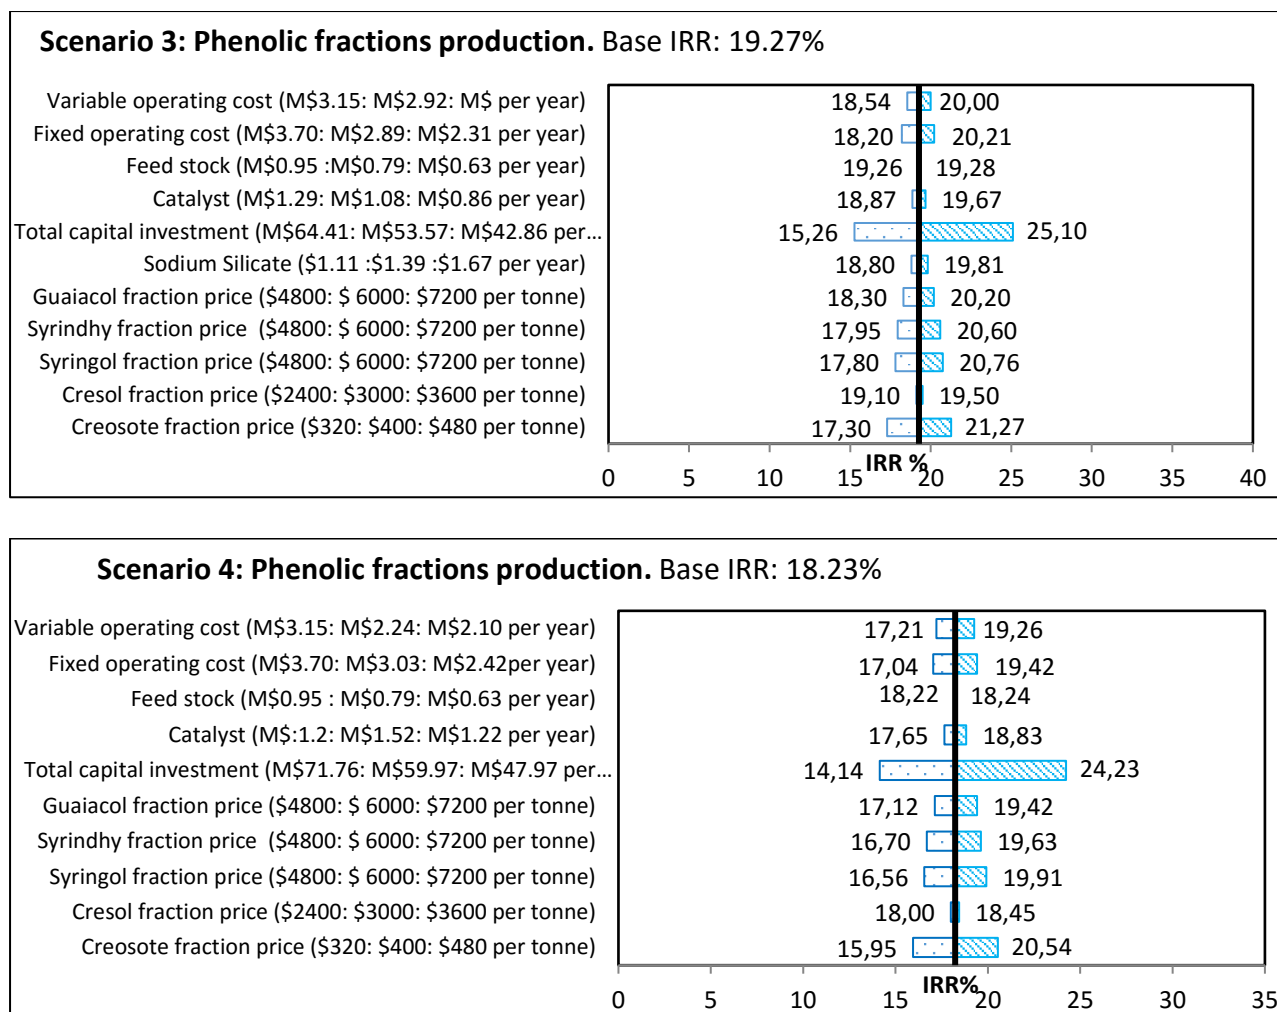 Scenario 3: Phenolic fractions production. Base IRR: 19.27%
Variable operating cost (M$3.15: M$2.92: M$ per year) 18,54 20,00
Fixed operating cost (M$3.70: M$2.89: M$2.31 per year) 18,20 20,21
Feed stock (M$0.95 :M$0.79: M$0.63 per year) 19,26 19,28
Catalyst (M$1.29: M$1.08: M$0.86 per year) 18,87 19,67
Total capital investment (M$64.41: M$53.57: M$42.86 per... 15,26 25,10
Sodium Silicate ($1.11 :$1.39 :$1.67 per year) 18,80 19,81
Guaiacol fraction price ($4800: $ 6000: $7200 per tonne) 18,30 20,20
Syrindhy fraction price ($4800: $ 6000: $7200 per tonne) 17,95 20,60
Syringol fraction price ($4800: $ 6000: $7200 per tonne) 17,80 20,76
Cresol fraction price ($2400: $3000: $3600 per tonne) 19,10 19,50
Creosote fraction price ($320: $400: $480 per tonne) 17,30 21,27
IRR %
0 5 10 15 20 25 30 35 40
Scenario 4: Phenolic fractions production. Base IRR: 18.23%
Variable operating cost (M$3.15: M$2.24: M$2.10 per year) 17,21 19,26
Fixed operating cost (M$3.70: M$3.03: M$2.42per year) 17,04 19,42
Feed stock (M$0.95 : M$0.79: M$0.63 per year) 18,22 18,24
Catalyst (M$:1.2: M$1.52: M$1.22 per year) 17,65 18,83
Total capital investment (M$71.76: M$59.97: M$47.97 per... 14,14 24,23
Guaiacol fraction price ($4800: $ 6000: $7200 per tonne) 17,12 19,42
Syrindhy fraction price ($4800: $ 6000: $7200 per tonne) 16,70 19,63
Syringol fraction price ($4800: $ 6000: $7200 per tonne) 16,56 19,91
Cresol fraction price ($2400: $3000: $3600 per tonne) 18,00 18,45
Creosote fraction price ($320: $400: $480 per tonne) 15,95 20,54
IRR%
0 5 10 15 20 25 30 35